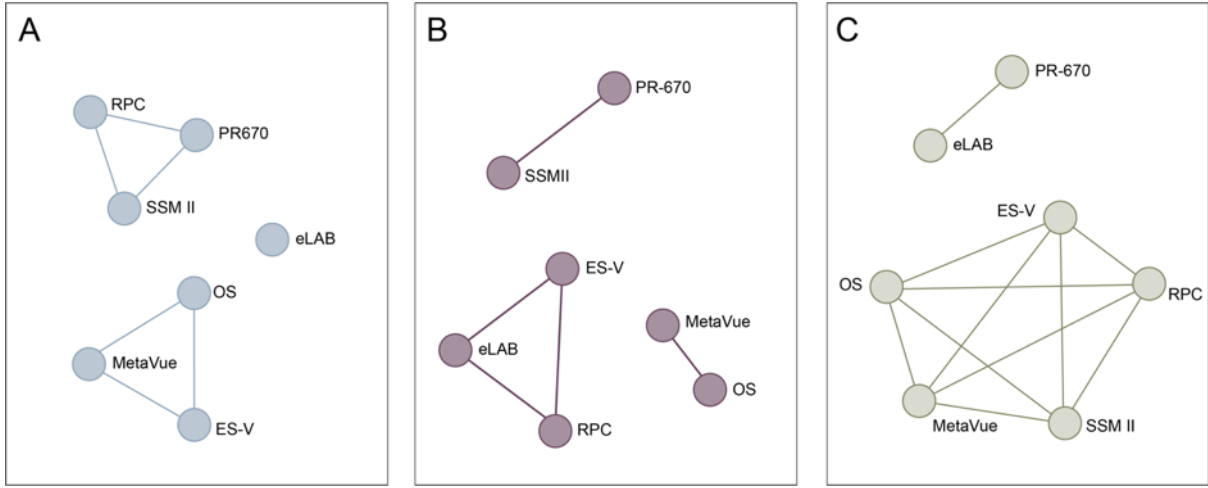 A
RPC
PR670
SSM II
eLAB
OS
MetaVue
ES-V
B
PR-670
SSMII
ES-V
MetaVue
eLAB
OS
RPC
C
PR-670
eLAB
ES-V
OS
RPC
MetaVue
SSM II